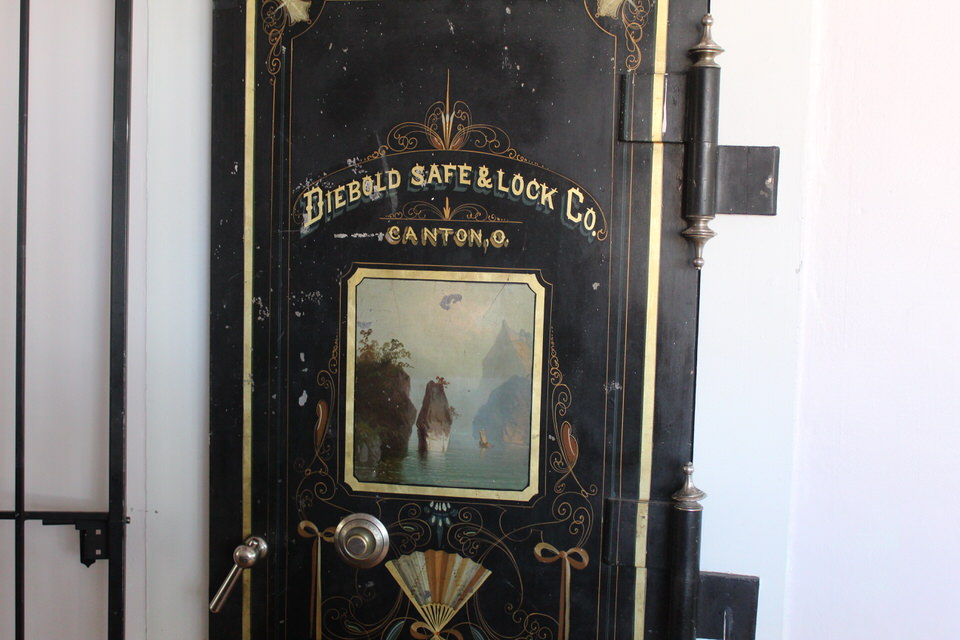 DIEBOLD SAFE & LOCK CO.
CANTON, O.